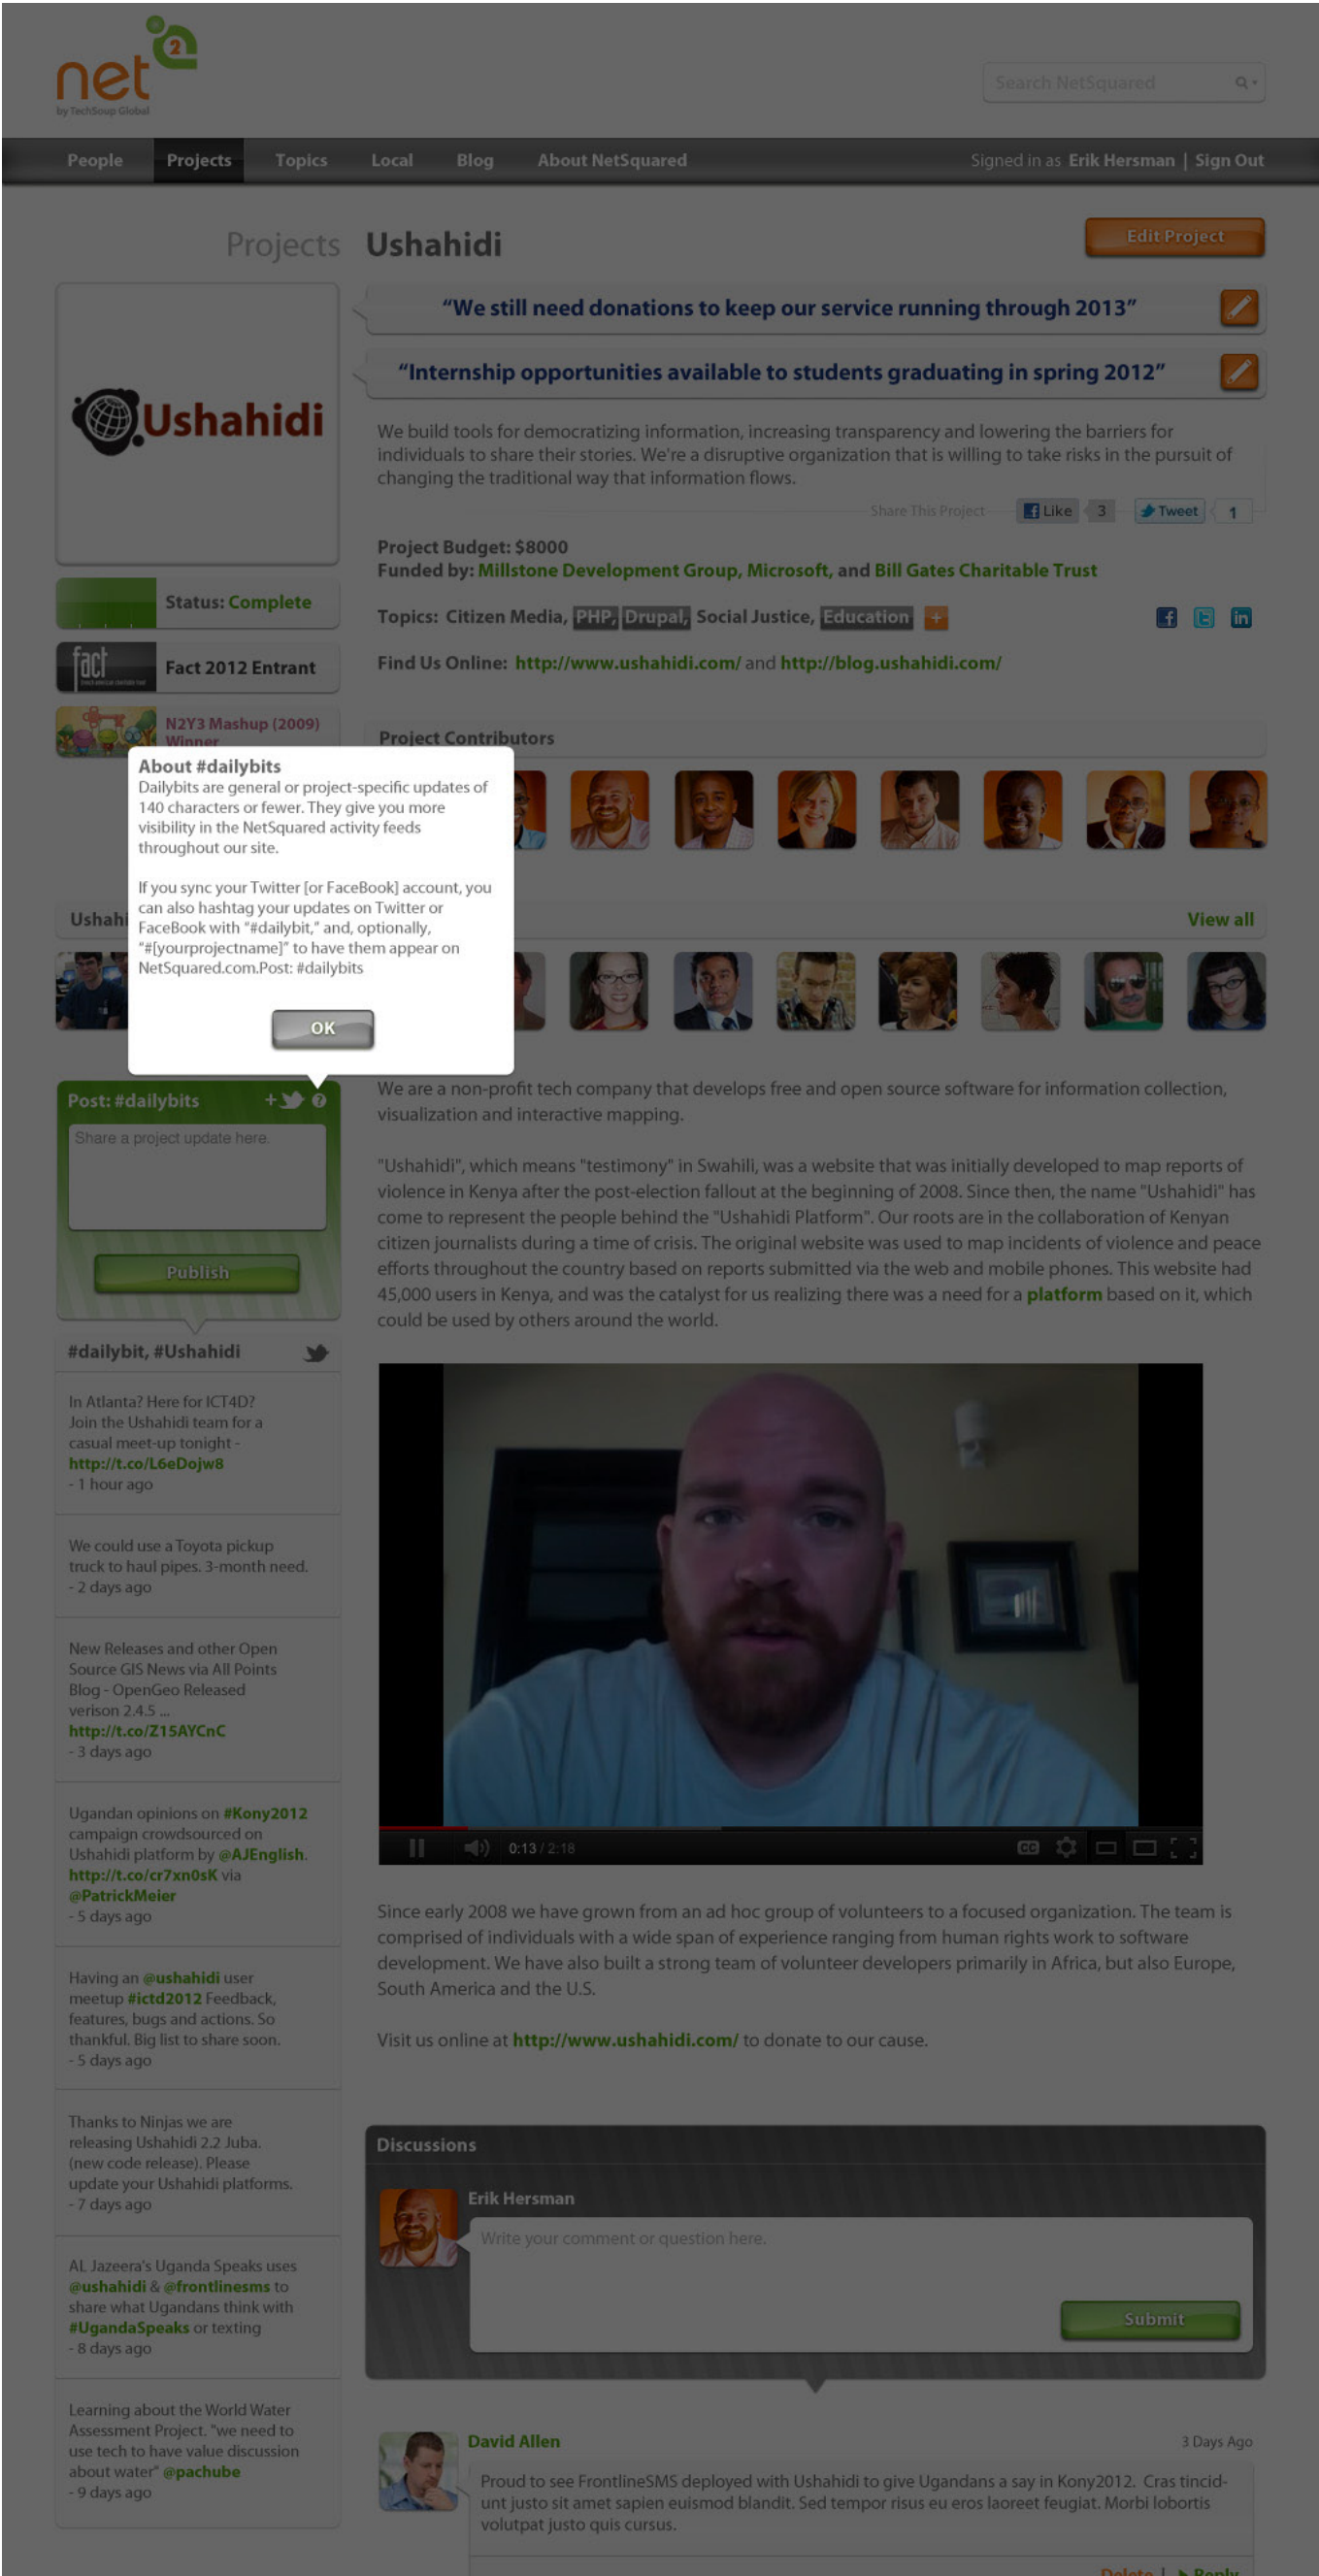 net2
by TechSoup Global
Search NetSquared
People Projects Topics Local Blog About NetSquared
Signed in as Erik Hersman | Sign Out
Projects Ushahidi
Edit Project
“We still need donations to keep our service running through 2013”
“Internship opportunities available to students graduating in spring 2012”
Ushahidi
We build tools for democratizing information, increasing transparency and lowering the barriers for
individuals to share their stories. We're a disruptive organization that is willing to take risks in the pursuit of
changing the traditional way that information flows.
Share This Project
Like 3 Tweet 1
Project Budget: $8000
Funded by: Millstone Development Group, Microsoft, and Bill Gates Charitable Trust
Status: Complete
Topics: Citizen Media, PHP, Drupal, Social Justice, Education +
fact
Fact 2012 Entrant
Find Us Online: http://www.ushahidi.com/ and http://blog.ushahidi.com/
N2Y3 Mashup (2009)
Winner
Project Contributors
About #dailybits
Dailybits are general or project-specific updates of
140 characters or fewer. They give you more
visibility in the NetSquared activity feeds
throughout our site.
If you sync your Twitter [or FaceBook] account, you
can also hashtag your updates on Twitter or
FaceBook with "#dailybit," and, optionally,
"#[yourprojectname]" to have them appear on
NetSquared.com.Post: #dailybits
OK
Ushahi
View all
Post: #dailybits + ?
Share a project update here.
Publish
#dailybit, #Ushahidi
In Atlanta? Here for ICT4D?
Join the Ushahidi team for a
casual meet-up tonight -
http://t.co/L6eDojw8
- 1 hour ago
We could use a Toyota pickup
truck to haul pipes. 3-month need.
- 2 days ago
New Releases and other Open
Source GIS News via All Points
Blog - OpenGeo Released
verison 2.4.5 ...
http://t.co/Z15AYCnC
- 3 days ago
Ugandan opinions on #Kony2012
campaign crowdsourced on
Ushahidi platform by @AJEnglish.
http://t.co/cr7xn0sK via
@PatrickMeier
- 5 days ago
Having an @ushahidi user
meetup #ictd2012 Feedback,
features, bugs and actions. So
thankful. Big list to share soon.
- 5 days ago
Thanks to Ninjas we are
releasing Ushahidi 2.2 Juba.
(new code release). Please
update your Ushahidi platforms.
- 7 days ago
AL Jazeera's Uganda Speaks uses
@ushahidi & @frontlinesms to
share what Ugandans think with
#UgandaSpeaks or texting
- 8 days ago
Learning about the World Water
Assessment Project. "we need to
use tech to have value discussion
about water" @pachube
- 9 days ago
We are a non-profit tech company that develops free and open source software for information collection,
visualization and interactive mapping.
"Ushahidi", which means "testimony" in Swahili, was a website that was initially developed to map reports of
violence in Kenya after the post-election fallout at the beginning of 2008. Since then, the name "Ushahidi" has
come to represent the people behind the "Ushahidi Platform". Our roots are in the collaboration of Kenyan
citizen journalists during a time of crisis. The original website was used to map incidents of violence and peace
efforts throughout the country based on reports submitted via the web and mobile phones. This website had
45,000 users in Kenya, and was the catalyst for us realizing there was a need for a platform based on it, which
could be used by others around the world.
0:13 / 2:18
CC
Since early 2008 we have grown from an ad hoc group of volunteers to a focused organization. The team is
comprised of individuals with a wide span of experience ranging from human rights work to software
development. We have also built a strong team of volunteer developers primarily in Africa, but also Europe,
South America and the U.S.
Visit us online at http://www.ushahidi.com/ to donate to our cause.
Discussions
Erik Hersman
Write your comment or question here.
Submit
David Allen
3 Days Ago
Proud to see FrontlineSMS deployed with Ushahidi to give Ugandans a say in Kony2012. Cras tincid-
unt justo sit amet sapien euismod blandit. Sed tempor risus eu eros laoreet feugiat. Morbi lobortis
volutpat justo quis cursus.
Delete | Reply